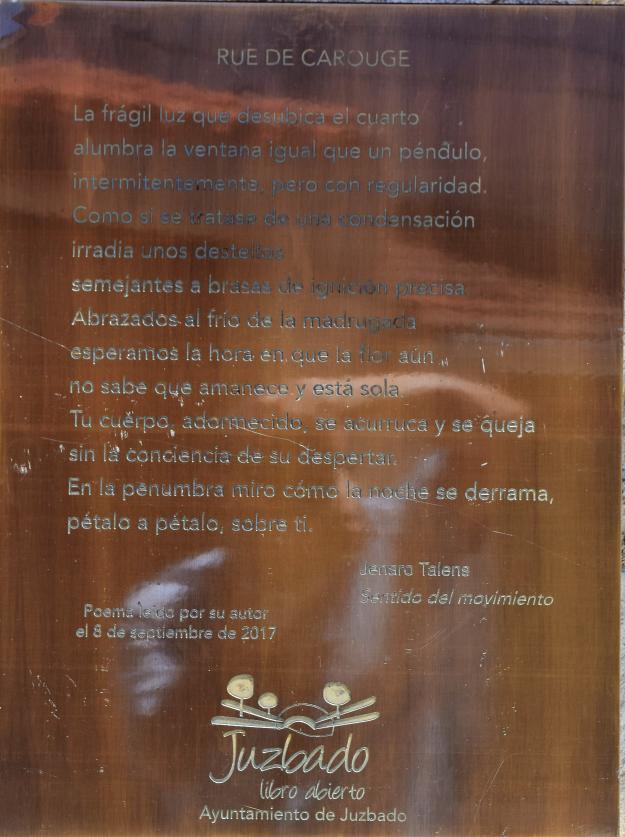 RUE DE CAROUGE
La frágil luz que desubica el cuarto
alumbra la ventana igual que un péndulo,
intermitentemente, pero con regularidad.
Como si se tratase de una condensación
irradia unos destellos
semejantes a brasas de ignición precisa.
Abrazados al frío de la madrugada
esperamos la hora en que la flor aún
no sabe que amanece y está sola.
Tu cuerpo, adormecido, se acurruca y se queja
sin la conciencia de su despertar.
En la penumbra miro cómo la noche se derrama,
pétalo a pétalo, sobre ti.
Jenaro Talens
Sentido del movimiento
Poema leído por su autor
el 8 de septiembre de 2017
Juzbado
libro abierto
Ayuntamiento de Juzbado